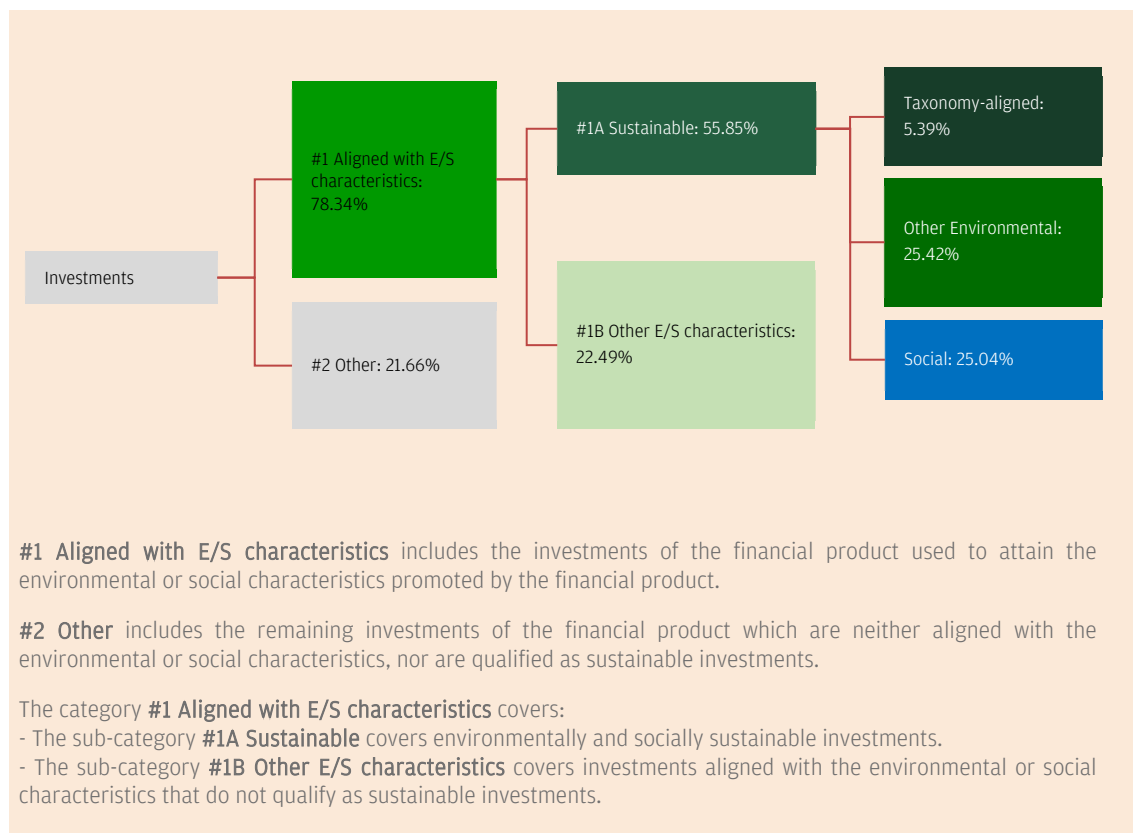 Investments
#1 Aligned with E/S
characteristics:
78.34%
#2 Other: 21.66%
#1A Sustainable: 55.85%
#1B Other E/S characteristics:
22.49%
Taxonomy-aligned:
5.39%
Other Environmental:
25.42%
Social: 25.04%
#1 Aligned with E/S characteristics includes the investments of the financial product used to attain the
environmental or social characteristics promoted by the financial product.
#2 Other includes the remaining investments of the financial product which are neither aligned with the
environmental or social characteristics, nor are qualified as sustainable investments.
The category #1 Aligned with E/S characteristics covers:
- The sub-category #1A Sustainable covers environmentally and socially sustainable investments.
- The sub-category #1B Other E/S characteristics covers investments aligned with the environmental or social
characteristics that do not qualify as sustainable investments.